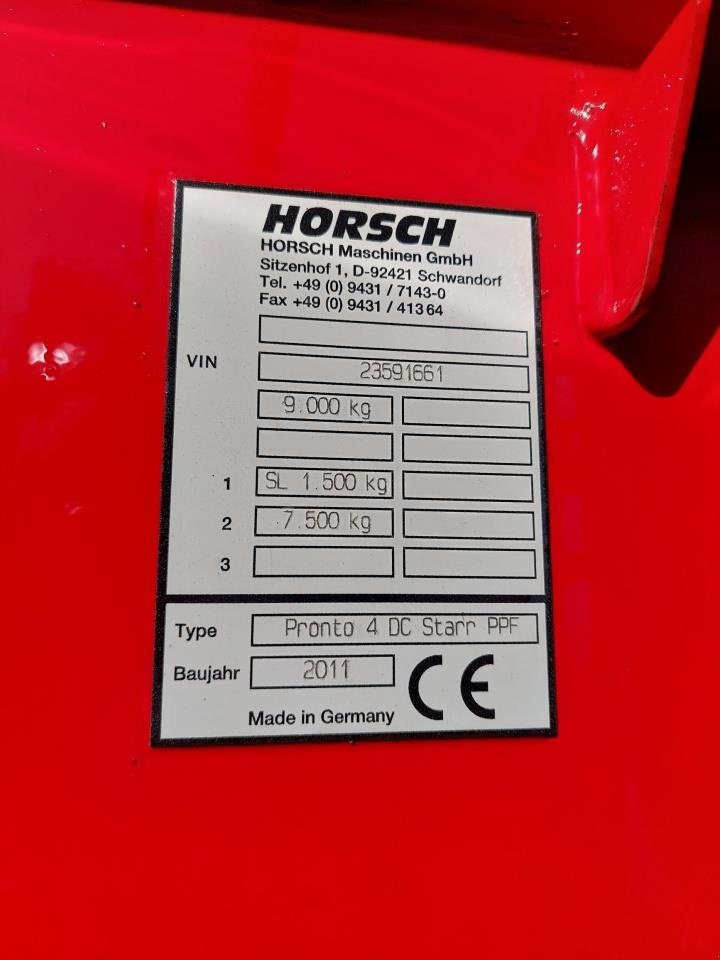 HORSCH
HORSCH Maschinen GmbH
Sitzenhof 1, D-92421 Schwandorf
Tel. +49 (0) 9431 / 7143-0
Fax +49 (0) 9431 / 413 64
VIN 23591661
9.000 kg
1 SL 1.500 kg
2 7.500 kg
3
Type Pronto 4 DC Starr PPF
Baujahr 2011 CE
Made in Germany